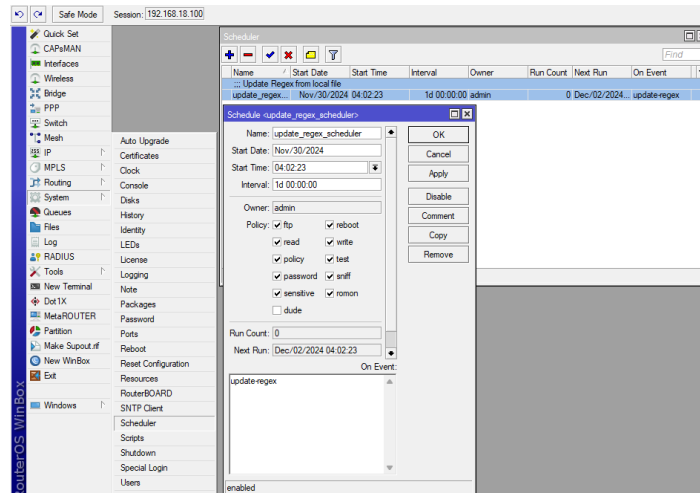 Safe Mode Session: 192.168.18.100
Quick Set
CAPsMAN
Interfaces
Wireless
Bridge
PPP
Switch
Mesh
IP
MPLS
Routing
System
Queues
Files
Log
RADIUS
Tools
New Terminal
Dot1X
MetaROUTER
Partition
Make Supout.rif
New WinBox
Exit
Windows
RouterOS WinBox
Auto Upgrade
Certificates
Clock
Console
Disks
History
Identity
LEDs
License
Logging
Note
Packages
Password
Ports
Reboot
Reset Configuration
Resources
RouterBOARD
SNTP Client
Scheduler
Scripts
Shutdown
Special Login
Users
Scheduler
Find
Name Start Date Start Time Interval Owner Run Count Next Run On Event
;;; Update Regex from local file
update_regex... Nov/30/2024 04:02:23 1d 00:00:00 admin 0 Dec/02/2024... update-regex
Schedule <update_regex_scheduler>
Name: update_regex_scheduler
Start Date: Nov/30/2024
Start Time: 04:02:23
Interval: 1d 00:00:00
Owner: admin
Policy: ftp reboot
read write
policy test
password sniff
sensitive romon
dude
Run Count: 0
Next Run: Dec/02/2024 04:02:23
On Event:
update-regex
enabled
OK
Cancel
Apply
Disable
Comment
Copy
Remove